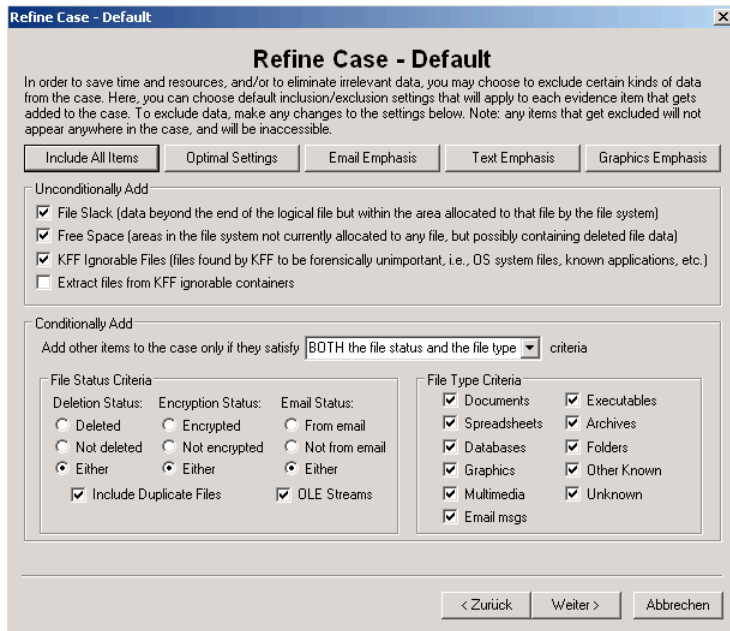 Refine Case - Default
Refine Case - Default
In order to save time and resources, and/or to eliminate irrelevant data, you may choose to exclude certain kinds of data
from the case. Here, you can choose default inclusion/exclusion settings that will apply to each evidence item that gets
added to the case. To exclude data, make any changes to the settings below. Note: any items that get excluded will not
appear anywhere in the case, and will be inaccessible.
Include All Items Optimal Settings Email Emphasis Text Emphasis Graphics Emphasis
Unconditionally Add
File Slack (data beyond the end of the logical file but within the area allocated to that file by the file system)
Free Space (areas in the file system not currently allocated to any file, but possibly containing deleted file data)
KFF Ignorable Files (files found by KFF to be forensically unimportant, i.e., OS system files, known applications, etc.)
Extract files from KFF ignorable containers
Conditionally Add
Add other items to the case only if they satisfy BOTH the file status and the file type criteria
File Status Criteria
Deletion Status: Encryption Status: Email Status:
Deleted Encrypted From email
Not deleted Not encrypted Not from email
Either Either Either
Include Duplicate Files OLE Streams
File Type Criteria
Documents Executables
Spreadsheets Archives
Databases Folders
Graphics Other Known
Multimedia Unknown
Email msgs
< Zurück Weiter > Abbrechen